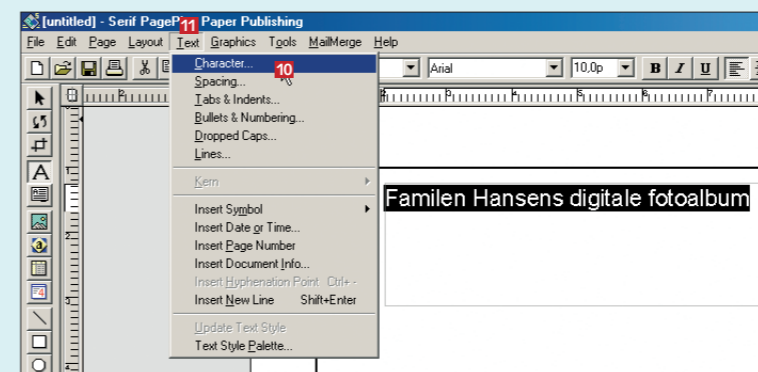 [untitled] - Serif PageP 11 Paper Publishing
File Edit Page Layout Text Graphics Tools MailMerge Help
Character... 10
Arial 10,0p B I U
Spacing...
Tabs & Indents...
Bullets & Numbering...
Dropped Caps...
Lines...
Kern
Familen Hansens digitale fotoalbum
Insert Symbol
Insert Date or Time...
Insert Page Number
Insert Document Info...
Insert Hyphenation Point Ctrl+-
Insert New Line Shift+Enter
Update Text Style
Text Style Palette...